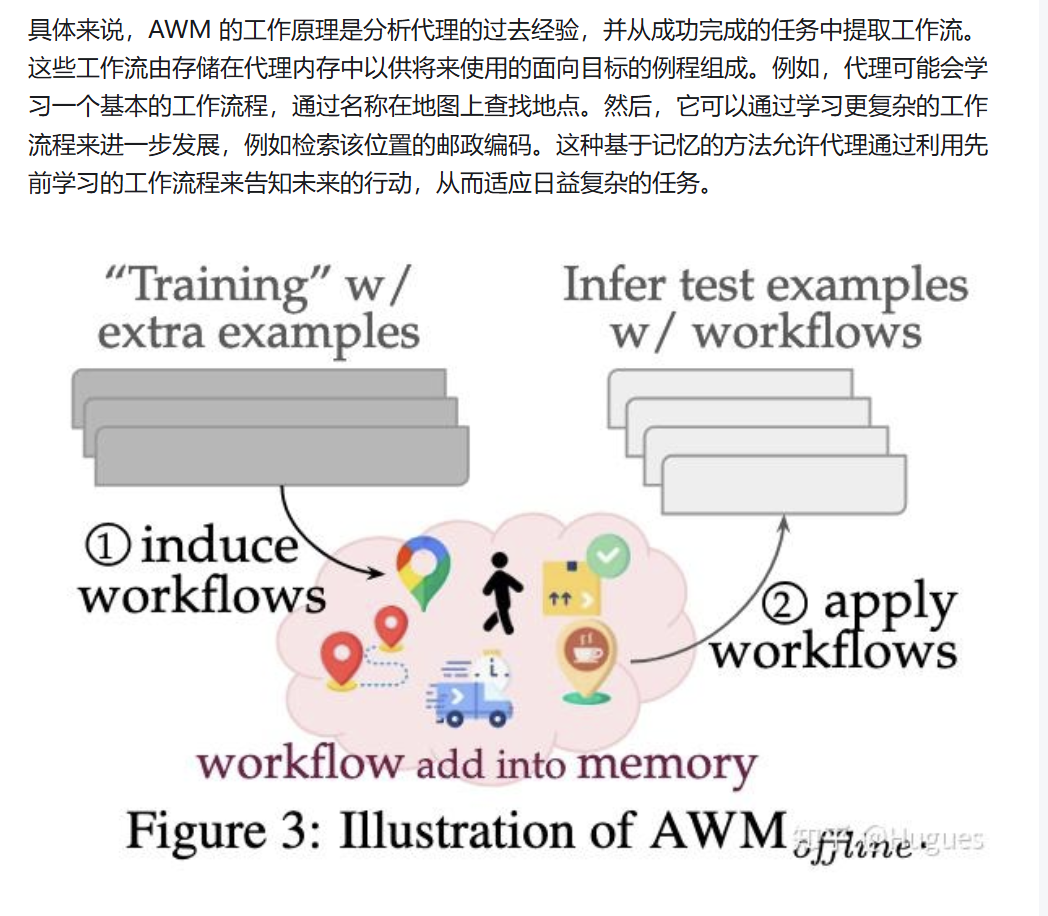 具体来说，AWM 的工作原理是分析代理的过去经验，并从成功完成的任务中提取工作流。
这些工作流由存储在代理内存中以供将来使用的面向目标的例程组成。例如，代理可能会学
习一个基本的工作流程，通过名称在地图上查找地点。然后，它可以通过学习更复杂的工作
流程来进一步发展，例如检索该位置的邮政编码。这种基于记忆的方法允许代理通过利用先
前学习的工作流程来告知未来的行动，从而适应日益复杂的任务。
“Training” w/
extra examples
Infer test examples
w/ workflows
① induce
workflows
② apply
workflows
workflow add into memory
Figure 3: Illustration of AWM offline.
知乎 @Hugues